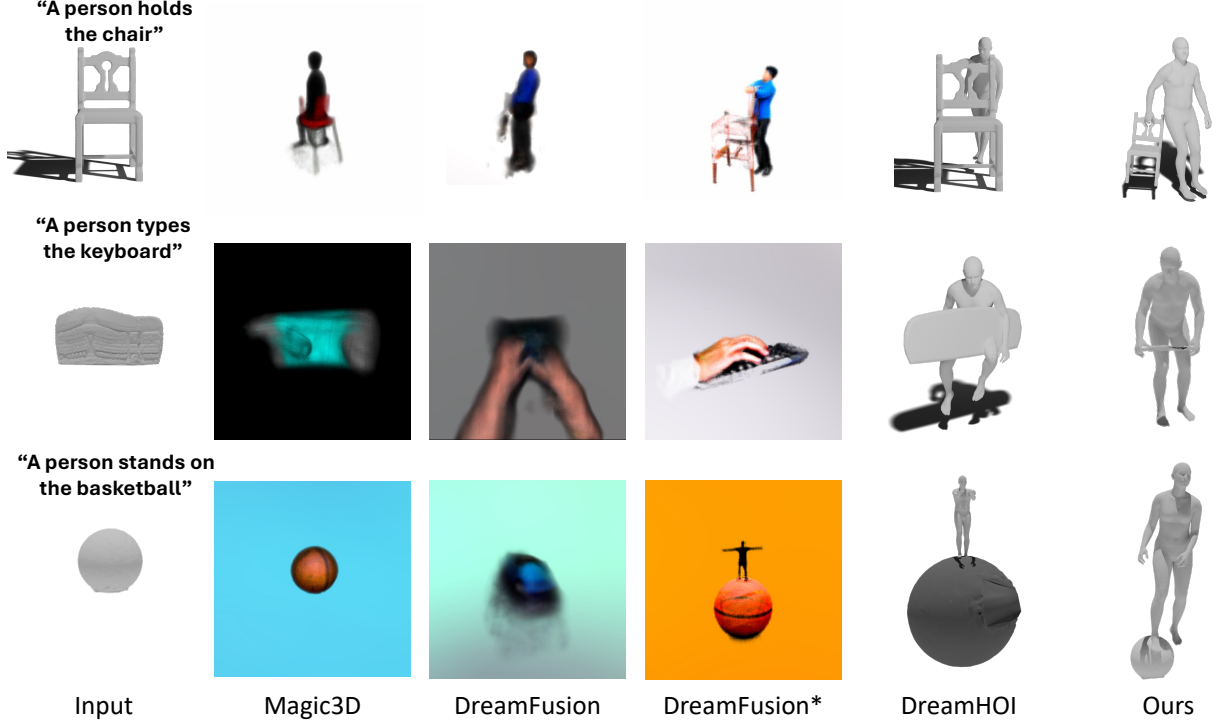 “A person holds
the chair”
“A person types
the keyboard”
“A person stands on
the basketball”
Input
Magic3D
DreamFusion
DreamFusion*
DreamHOI
Ours